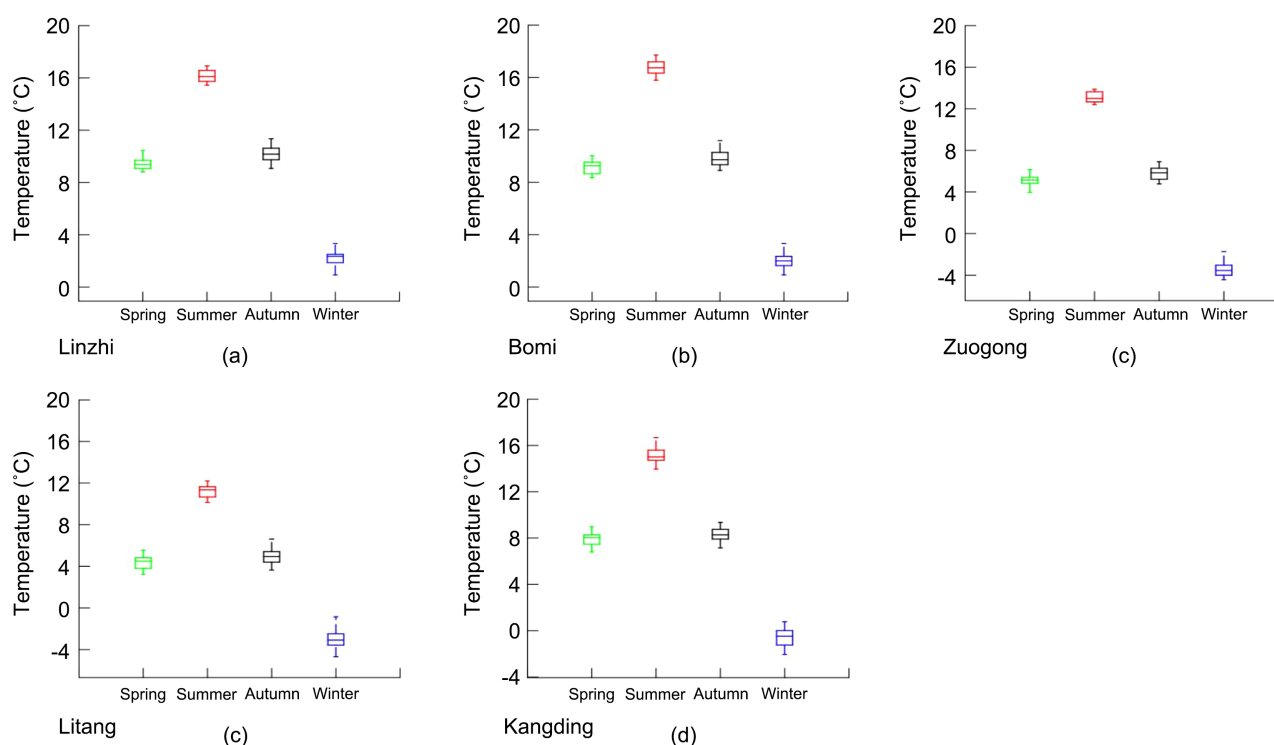 20
16
12
8
4
0
Temperature (˚C)
Spring Summer Autumn Winter
Linzhi (a)
20
16
12
8
4
0
Temperature (˚C)
Spring Summer Autumn Winter
Bomi (b)
20
16
12
8
4
0
-4
Temperature (˚C)
Spring Summer Autumn Winter
Zuogong (c)
20
16
12
8
4
0
-4
Temperature (˚C)
Spring Summer Autumn Winter
Litang (c)
20
16
12
8
4
0
-4
Temperature (˚C)
Spring Summer Autumn Winter
Kangding (d)